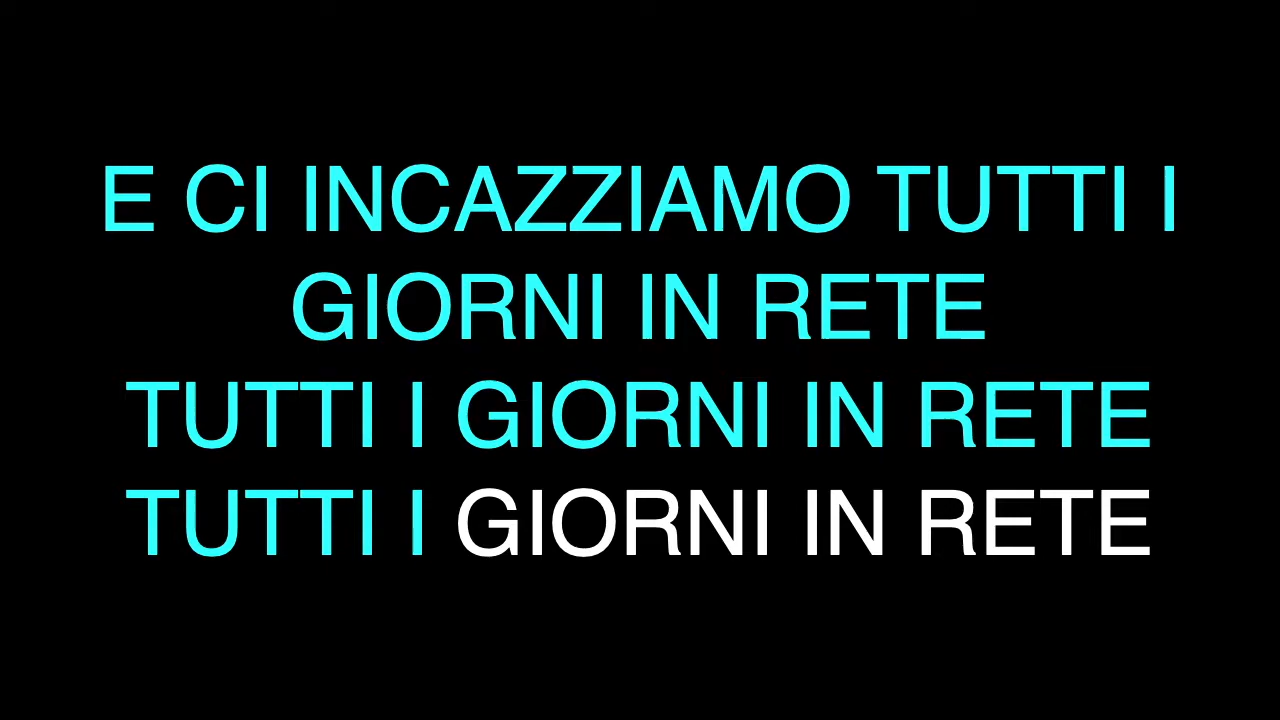 E CI INCAZZIAMO TUTTI I
GIORNI IN RETE
TUTTI I GIORNI IN RETE
TUTTI I GIORNI IN RETE